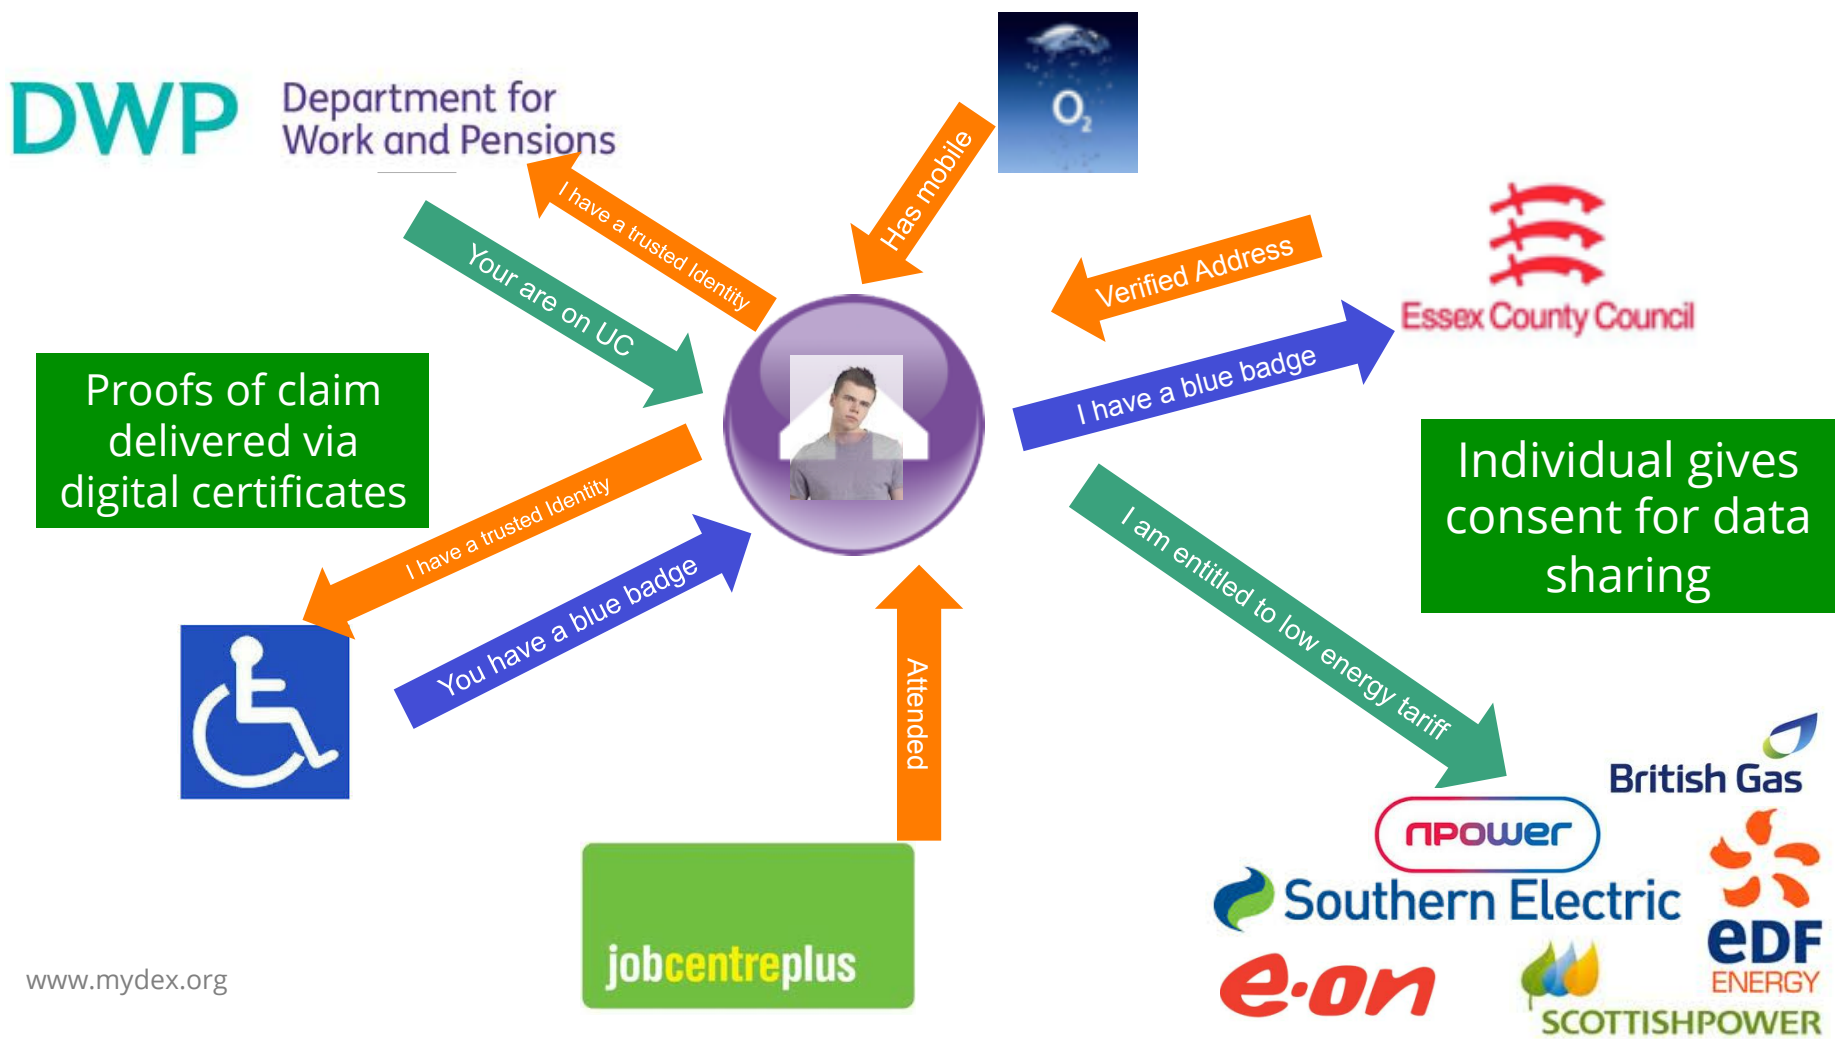 DWP
Department for
Work and Pensions
O2
Has mobile
I have a trusted Identity
Your are on UC
Verified Address
Essex County Council
I have a blue badge
Proofs of claim
delivered via
digital certificates
Individual gives
consent for data
sharing
I have a trusted Identity
You have a blue badge
I am entitled to low energy tariff
Attended
British Gas
npower
Southern Electric
eDF
ENERGY
e·on
SCOTTISHPOWER
jobcentreplus
www.mydex.org